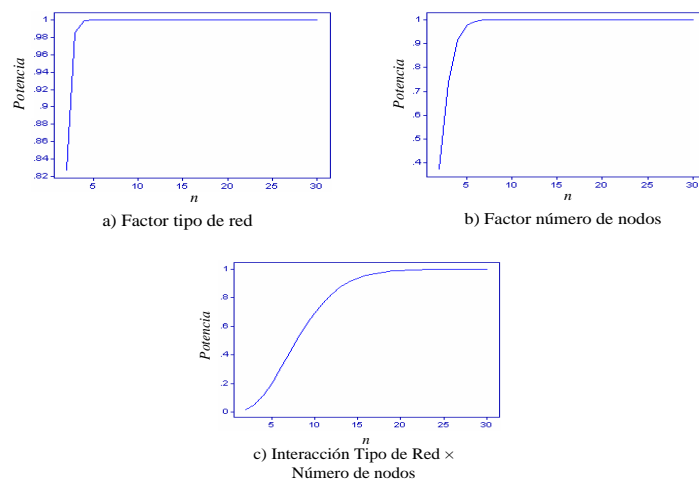 1
.98
.96
.94
.92
.9
.88
.86
.84
.82
Potencia
5 10 15 20 25 30
n
a) Factor tipo de red
1
.9
.8
.7
.6
.5
.4
Potencia
5 10 15 20 25 30
n
b) Factor número de nodos
1
.8
.6
.4
.2
0
Potencia
5 10 15 20 25 30
n
c) Interacción Tipo de Red ×
Número de nodos